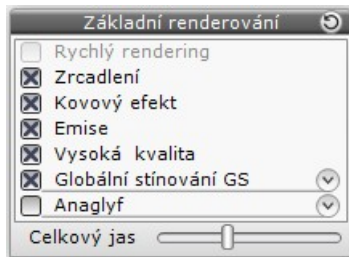 Základní renderování
Rychlý rendering
Zrcadlení
Kovový efekt
Emise
Vysoká kvalita
Globální stínování GS
Anaglyf
Celkový jas